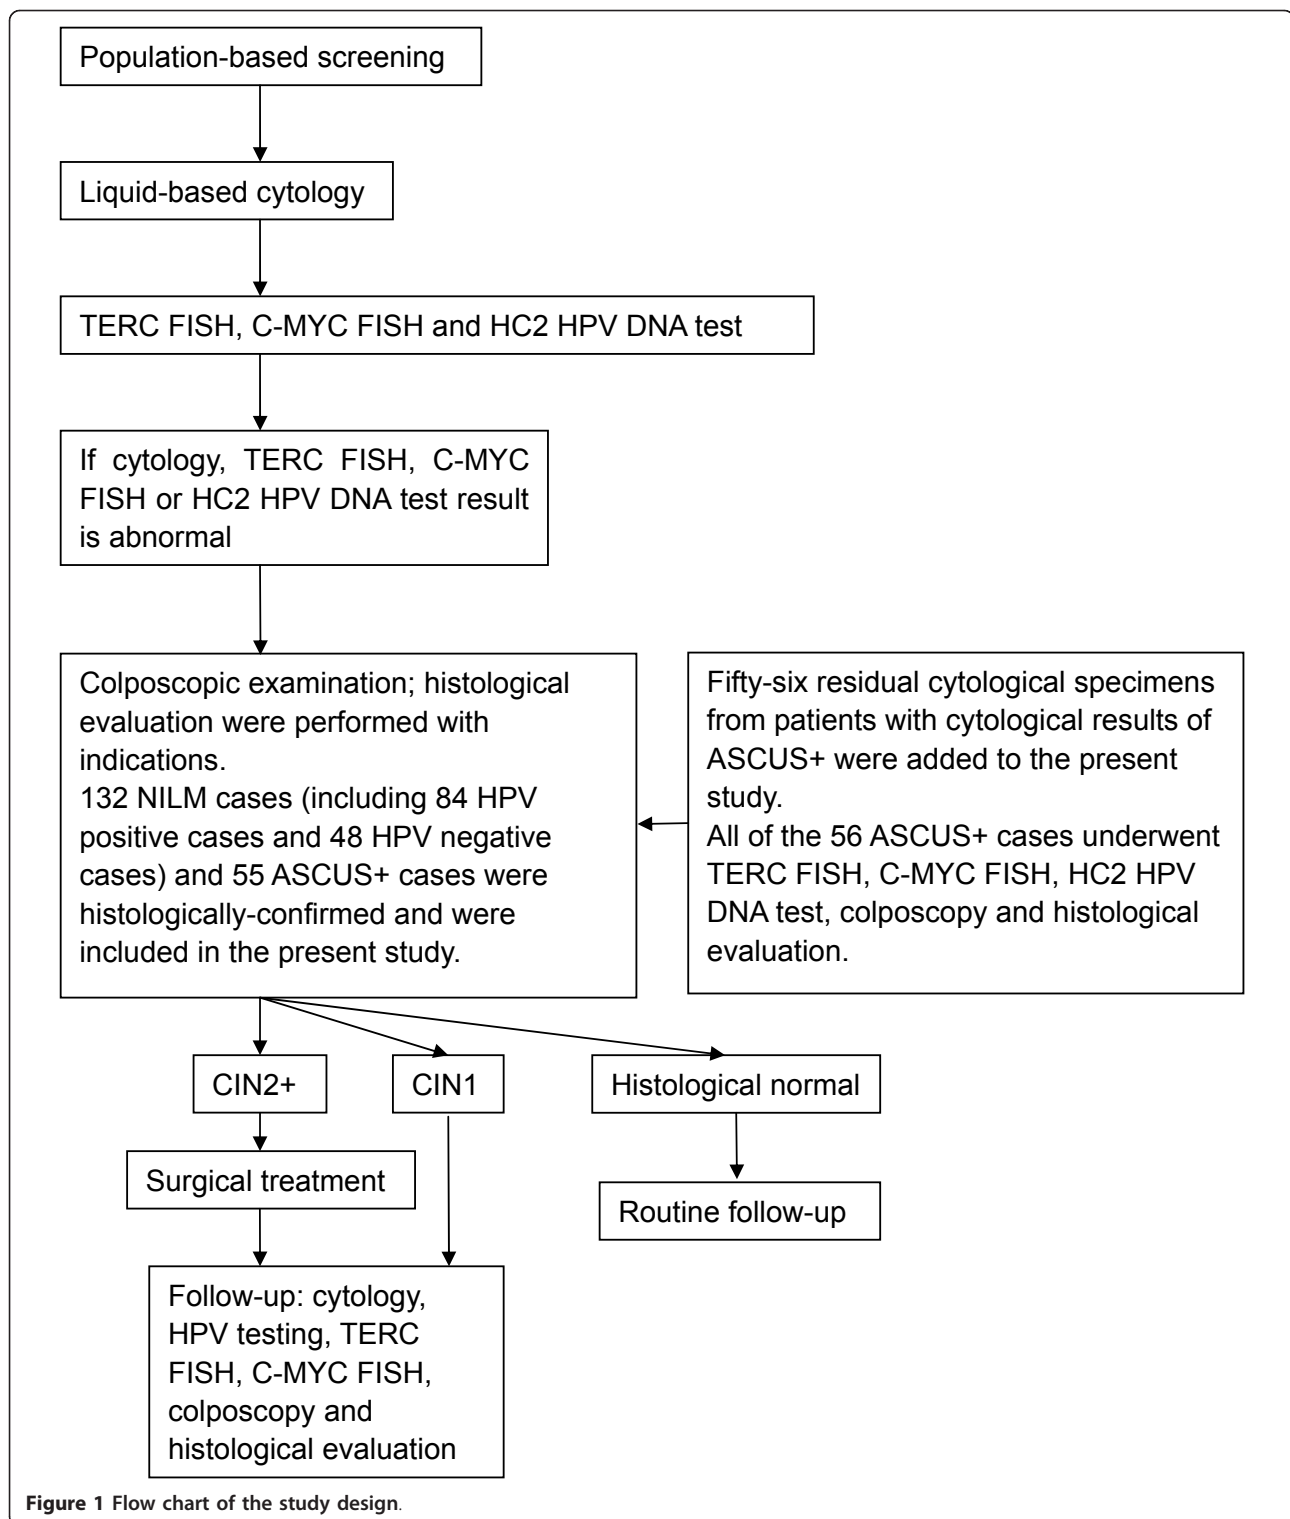 Population-based screening
Liquid-based cytology
TERC FISH, C-MYC FISH and HC2 HPV DNA test
If cytology, TERC FISH, C-MYC
FISH or HC2 HPV DNA test result
is abnormal
Colposcopic examination; histological
evaluation were performed with
indications.
132 NILM cases (including 84 HPV
positive cases and 48 HPV negative
cases) and 55 ASCUS+ cases were
histologically-confirmed and were
included in the present study.
Fifty-six residual cytological specimens
from patients with cytological results of
ASCUS+ were added to the present
study.
All of the 56 ASCUS+ cases underwent
TERC FISH, C-MYC FISH, HC2 HPV
DNA test, colposcopy and histological
evaluation.
CIN2+
CIN1
Histological normal
Surgical treatment
Routine follow-up
Follow-up: cytology,
HPV testing, TERC
FISH, C-MYC FISH,
colposcopy and
histological evaluation
Figure 1 Flow chart of the study design.